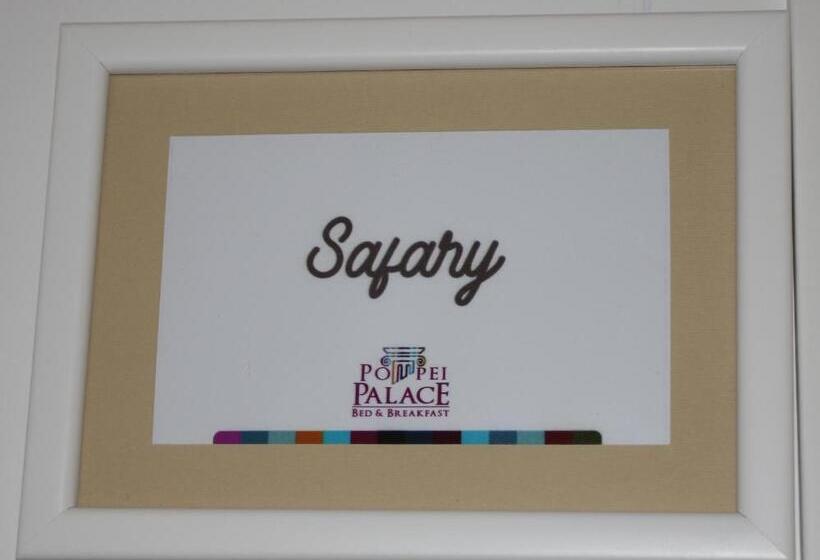 Safary
POMPEI
PALACE
BED & BREAKFAST